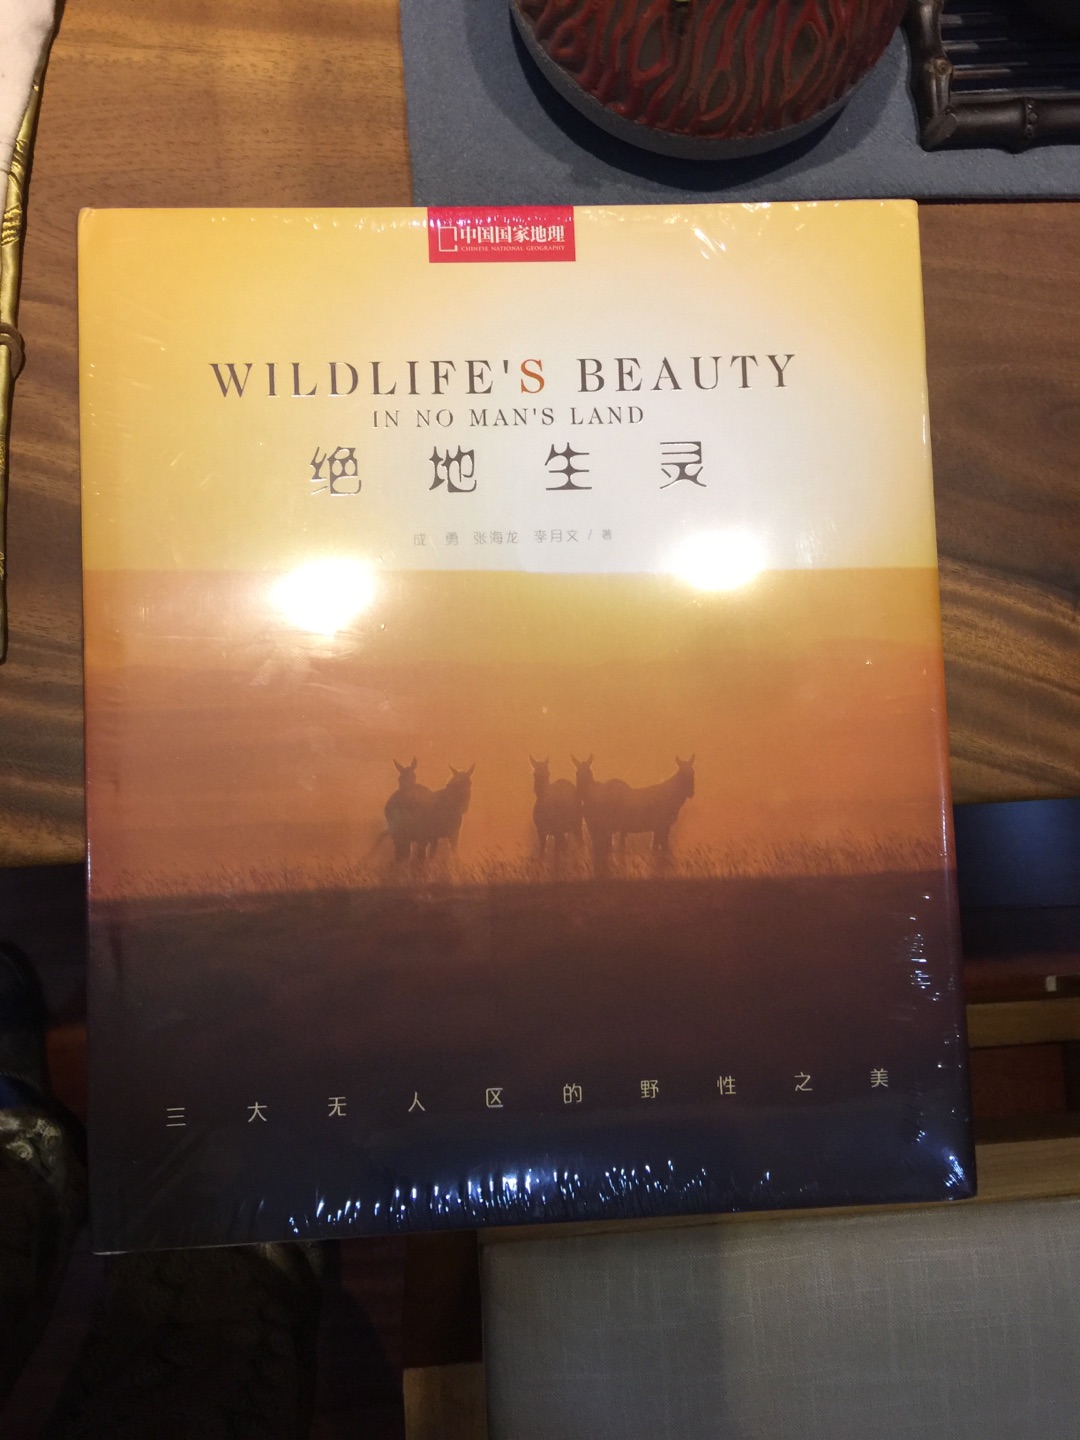 中国国家地理
CHINESE NATIONAL GEOGRAPHY
WILDLIFE'S BEAUTY
IN NO MAN'S LAND
绝地生灵
成 勇 张海龙 李月文 / 著
三大无人区的野性之美